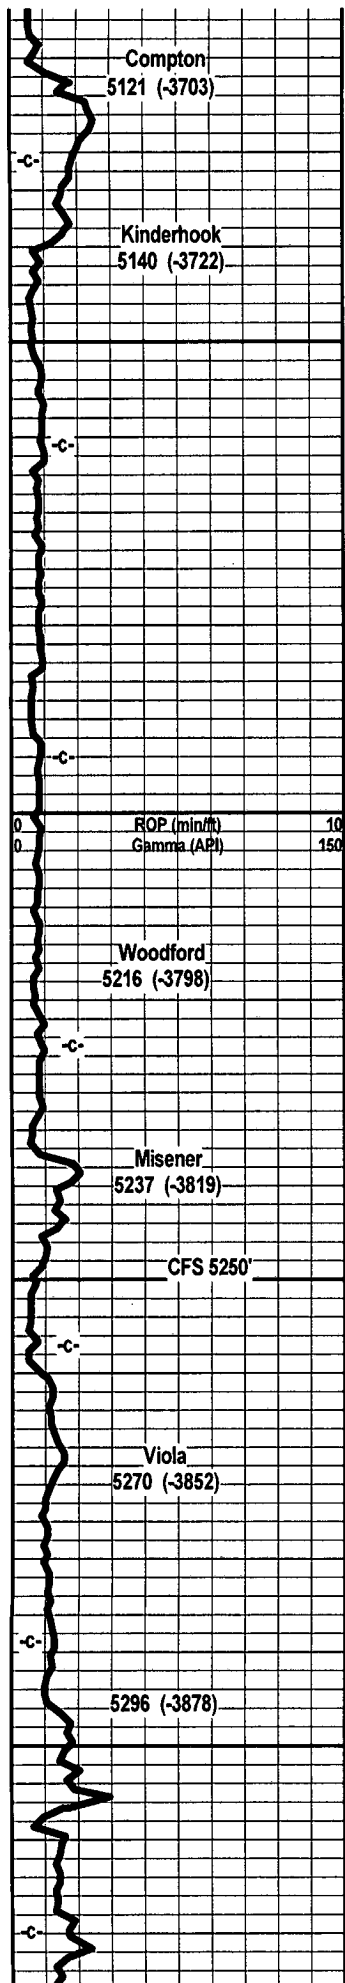 Compton
5121 (-3703)
-C-
Kinderhook
5140 (-3722)
-C-
-C-
0 ROP (min/ft) 10
0 Gamma (API) 150
Woodford
5216 (-3798)
-C-
Misener
5237 (-3819)
CFS 5250'
-C-
Viola
5270 (-3852)
-C-
5296 (-3878)
-C-